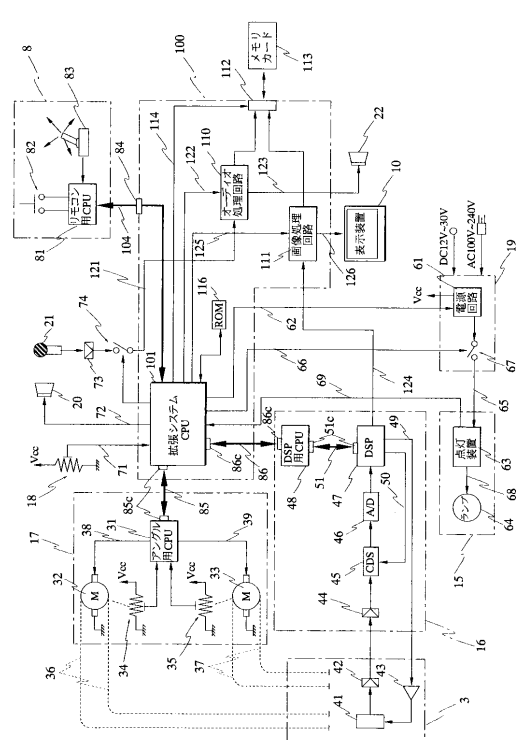 8
83
82
リモコン
用CPU
81
84
104
100
112
メモリ
カード
113
114
122
110
オーディオ
処理回路
123
22
125
121
116
ROM
111
画像処理
回路
126
10
表示装置
62
124
74
21
73
20
72
71
Vcc
18
101
拡張システム
CPU
66
69
DC12V~30V
AC100V~240V
19
61
Vcc
電源
回路
67
65
点灯
装置
63
68
ランプ
64
15
85c
85
86c
86
86c
DSP
用CPU
48
51c
51
DSP
47
49
50
A/D
46
CDS
45
44
16
17
38
31
アングル
用CPU
39
Vcc
Vcc
32
M
33
M
34
35
36
37
42
41
43
3